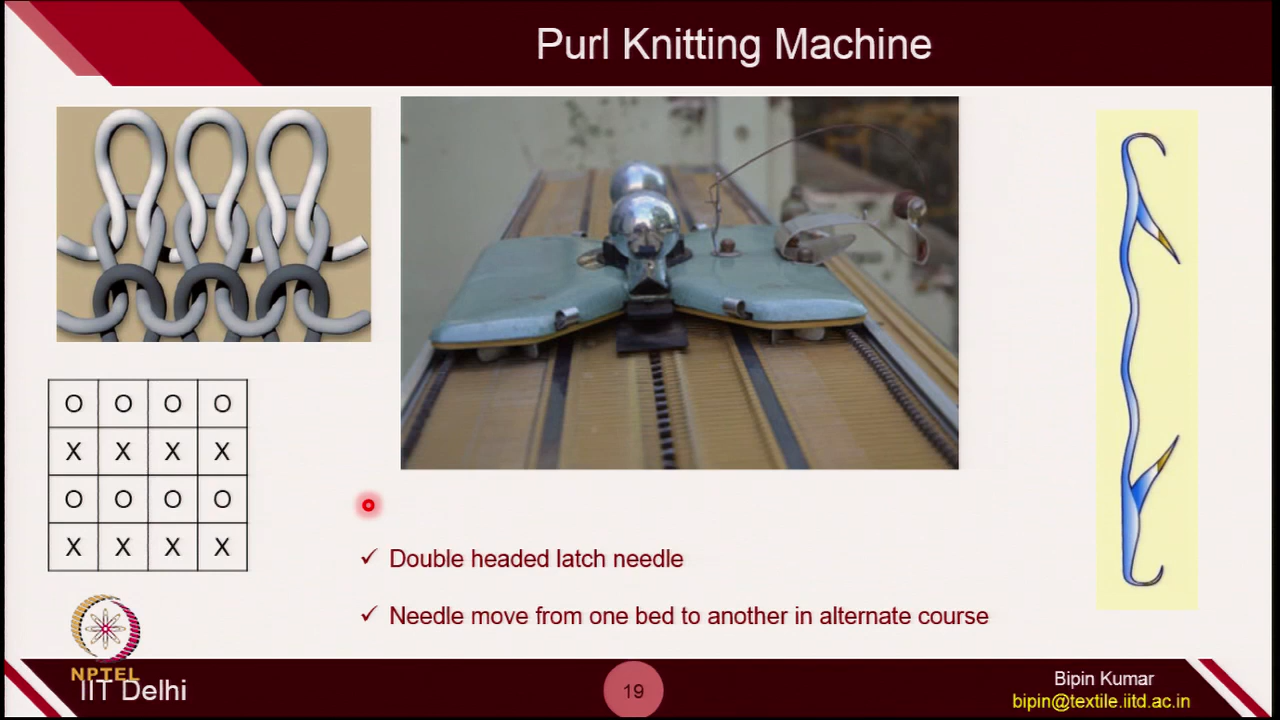 Purl Knitting Machine
O O O O
X X X X
O O O O
X X X X
✓ Double headed latch needle
✓ Needle move from one bed to another in alternate course
NPTEL
IIT Delhi
19
Bipin Kumar
bipin@textile.iitd.ac.in